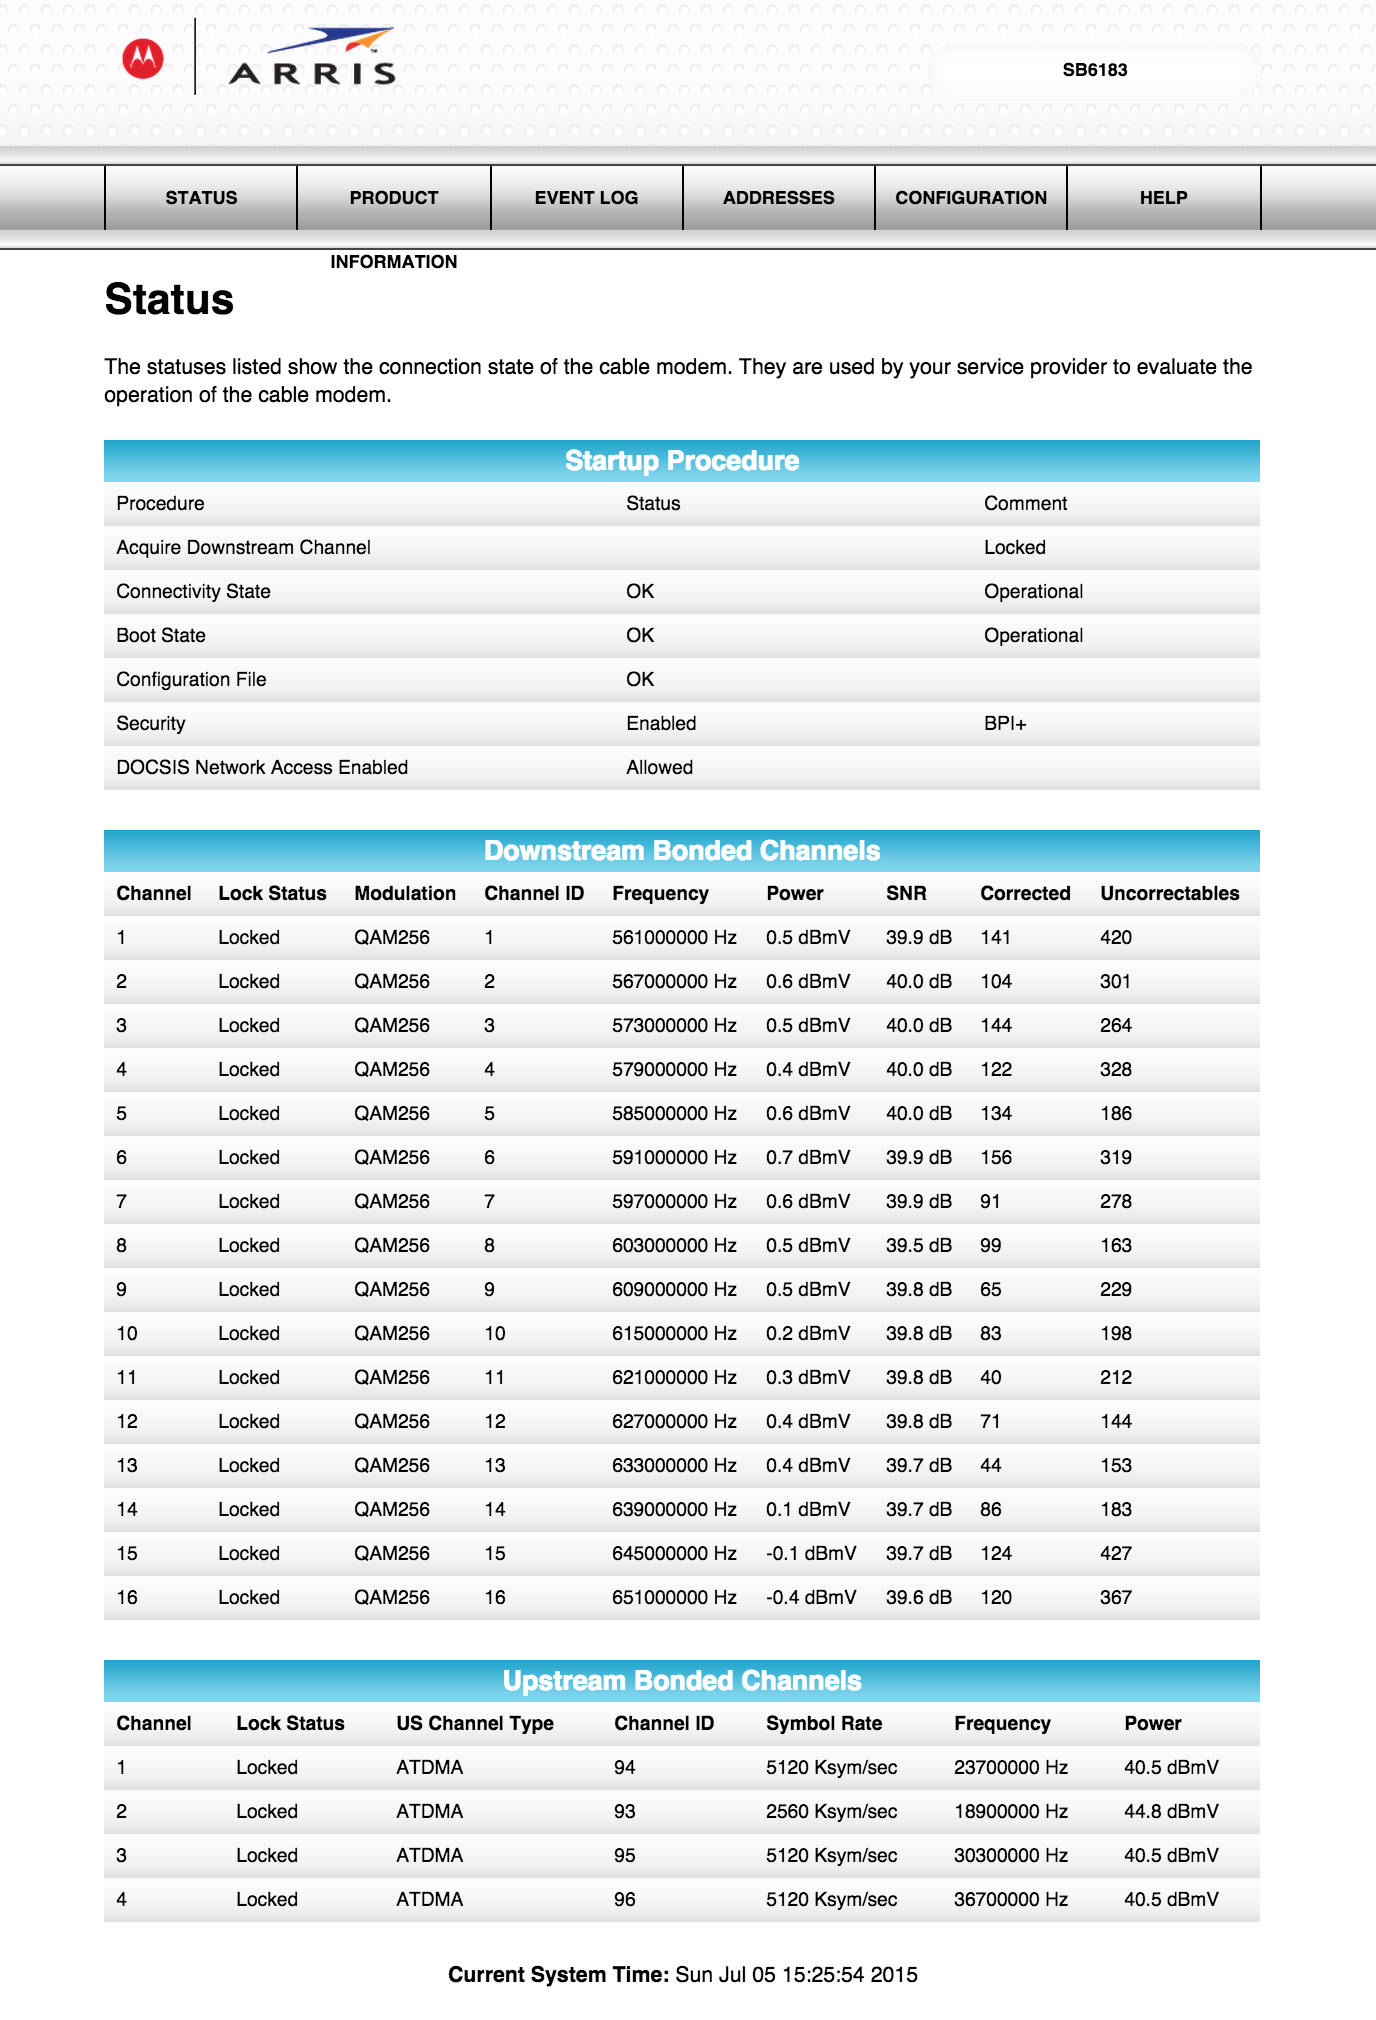 ARRIS
SB6183
STATUS PRODUCT EVENT LOG ADDRESSES CONFIGURATION HELP
INFORMATION
Status
The statuses listed show the connection state of the cable modem. They are used by your service provider to evaluate the
operation of the cable modem.
Startup Procedure
Procedure Status Comment
Acquire Downstream Channel Locked
Connectivity State OK Operational
Boot State OK Operational
Configuration File OK
Security Enabled BPI+
DOCSIS Network Access Enabled Allowed
Downstream Bonded Channels
Channel Lock Status Modulation Channel ID Frequency Power SNR Corrected Uncorrectables
1 Locked QAM256 1 561000000 Hz 0.5 dBmV 39.9 dB 141 420
2 Locked QAM256 2 567000000 Hz 0.6 dBmV 40.0 dB 104 301
3 Locked QAM256 3 573000000 Hz 0.5 dBmV 40.0 dB 144 264
4 Locked QAM256 4 579000000 Hz 0.4 dBmV 40.0 dB 122 328
5 Locked QAM256 5 585000000 Hz 0.6 dBmV 40.0 dB 134 186
6 Locked QAM256 6 591000000 Hz 0.7 dBmV 39.9 dB 156 319
7 Locked QAM256 7 597000000 Hz 0.6 dBmV 39.9 dB 91 278
8 Locked QAM256 8 603000000 Hz 0.5 dBmV 39.5 dB 99 163
9 Locked QAM256 9 609000000 Hz 0.5 dBmV 39.8 dB 65 229
10 Locked QAM256 10 615000000 Hz 0.2 dBmV 39.8 dB 83 198
11 Locked QAM256 11 621000000 Hz 0.3 dBmV 39.8 dB 40 212
12 Locked QAM256 12 627000000 Hz 0.4 dBmV 39.8 dB 71 144
13 Locked QAM256 13 633000000 Hz 0.4 dBmV 39.7 dB 44 153
14 Locked QAM256 14 639000000 Hz 0.1 dBmV 39.7 dB 86 183
15 Locked QAM256 15 645000000 Hz -0.1 dBmV 39.7 dB 124 427
16 Locked QAM256 16 651000000 Hz -0.4 dBmV 39.6 dB 120 367
Upstream Bonded Channels
Channel Lock Status US Channel Type Channel ID Symbol Rate Frequency Power
1 Locked ATDMA 94 5120 Ksym/sec 23700000 Hz 40.5 dBmV
2 Locked ATDMA 93 2560 Ksym/sec 18900000 Hz 44.8 dBmV
3 Locked ATDMA 95 5120 Ksym/sec 30300000 Hz 40.5 dBmV
4 Locked ATDMA 96 5120 Ksym/sec 36700000 Hz 40.5 dBmV
Current System Time: Sun Jul 05 15:25:54 2015